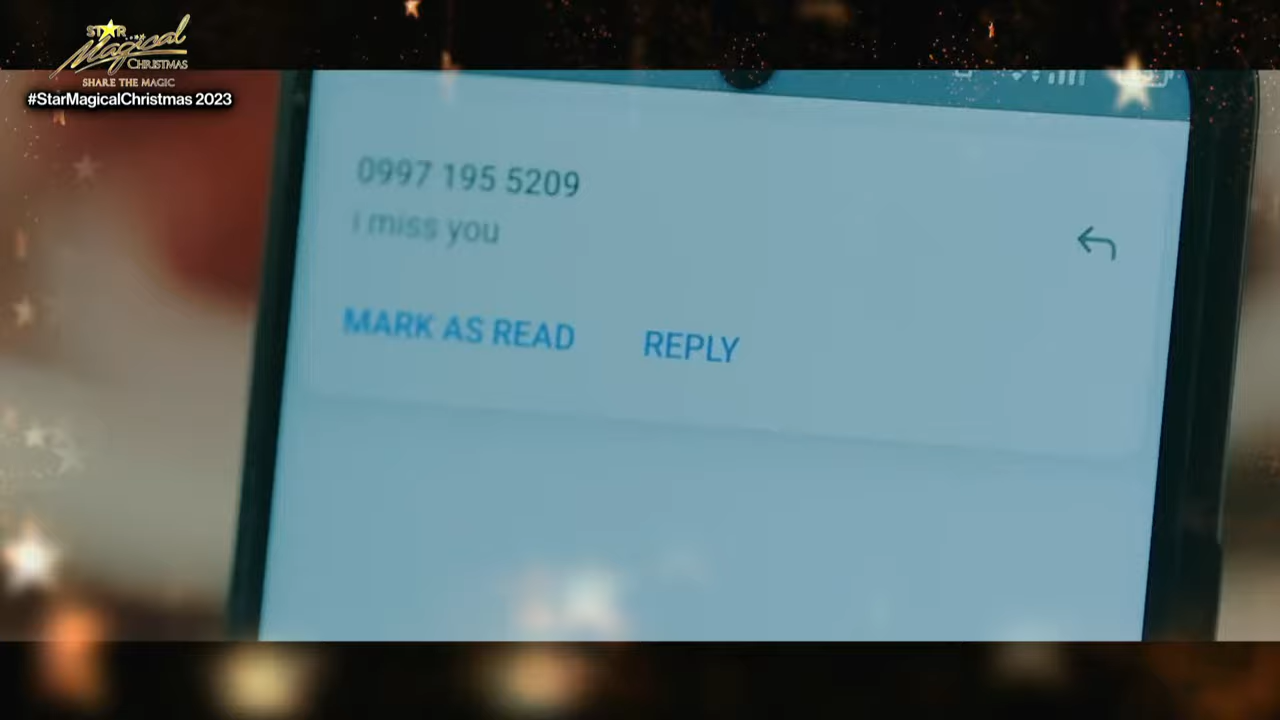 STAR
Magical
CHRISTMAS
SHARE THE MAGIC
#StarMagicalChristmas 2023
0997 195 5209
i miss you
MARK AS READ
REPLY